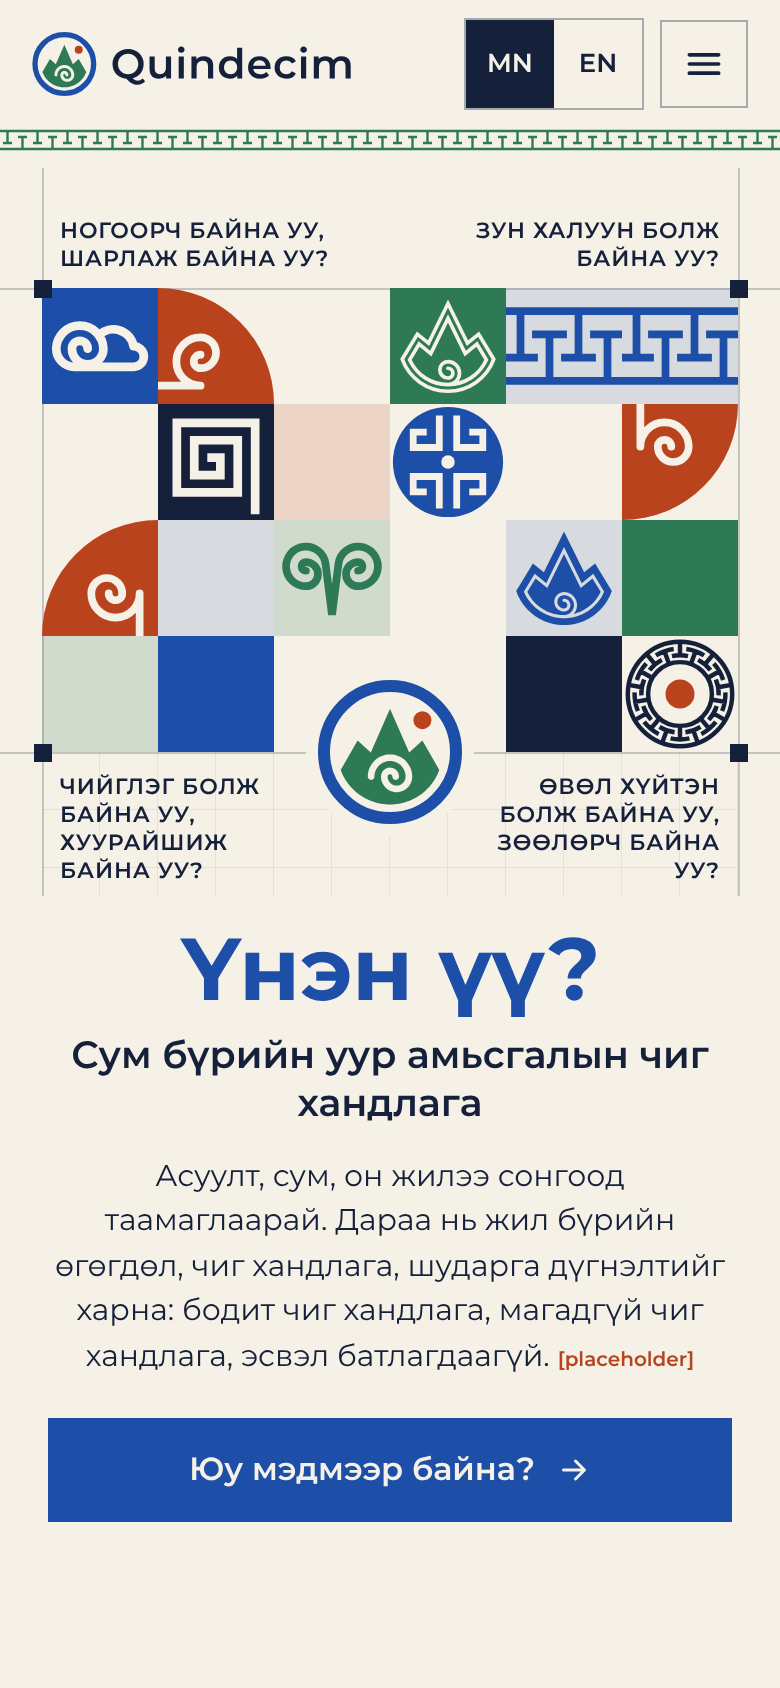 Quindecim
MN
EN
НОГООРЧ БАЙНА УУ,
ШАРЛАЖ БАЙНА УУ?
ЗУН ХАЛУУН БОЛЖ
БАЙНА УУ?
ЧИЙГЛЭГ БОЛЖ
БАЙНА УУ,
ХУУРАЙШИЖ
БАЙНА УУ?
ӨВӨЛ ХҮЙТЭН
БОЛЖ БАЙНА УУ,
ЗӨӨЛӨРЧ БАЙНА
УУ?
Үнэн үү?
Сум бүрийн уур амьсгалын чиг
хандлага
Асуулт, сум, он жилээ сонгоод
таамаглаарай. Дараа нь жил бүрийн
өгөгдөл, чиг хандлага, шударга дүгнэлтийг
харна: бодит чиг хандлага, магадгүй чиг
хандлага, эсвэл батлагдаагүй. [placeholder]
Юу мэдмээр байна? →